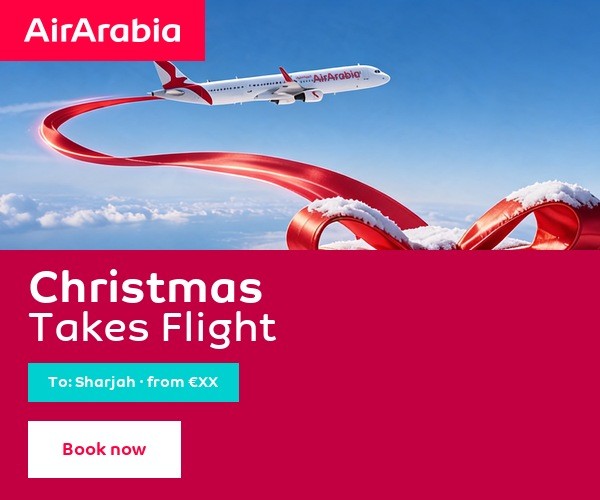 AirArabia
AirArabia
Christmas
Takes Flight
To: Sharjah · from €XX
Book now